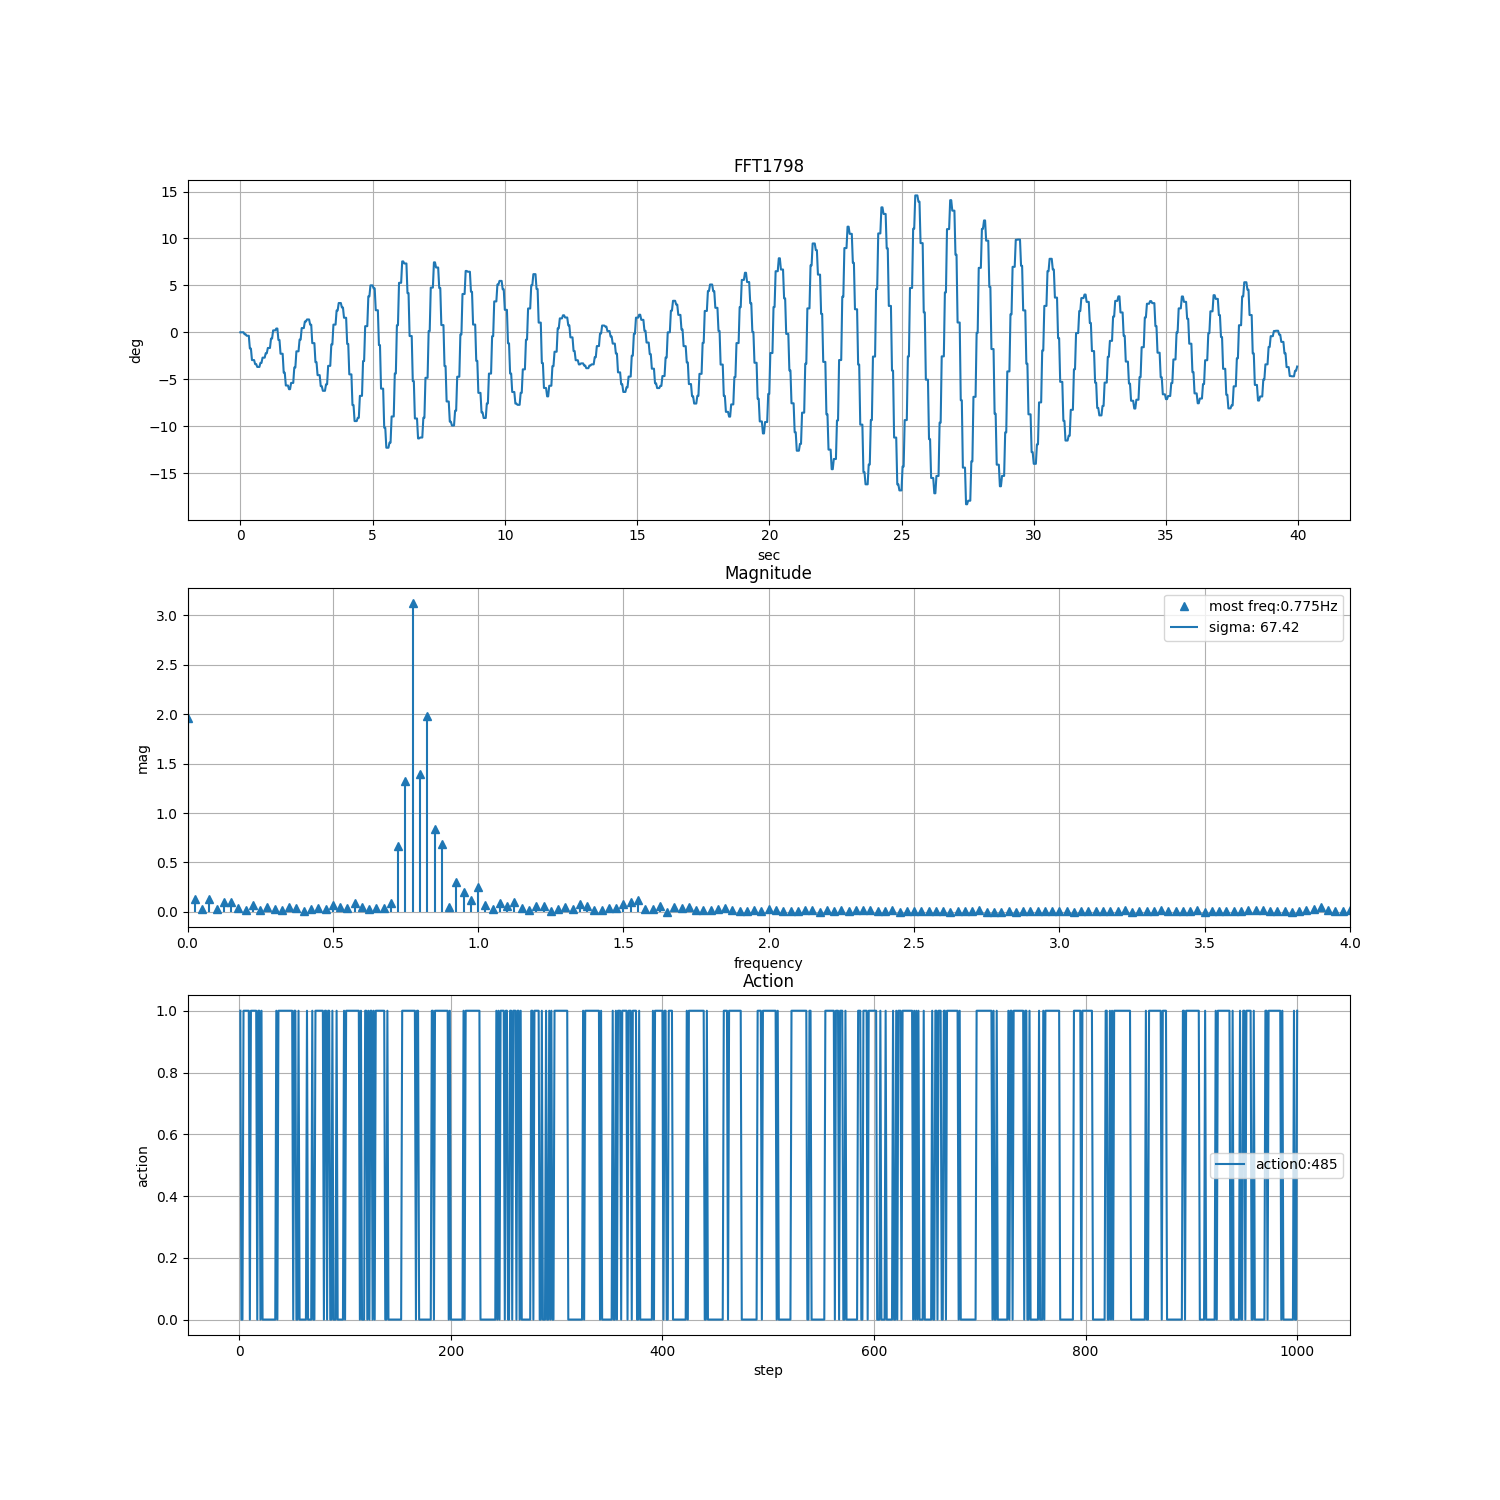 FFT1798
15
10
5
0
−5
−10
−15
deg
0 5 10 15 20 25 30 35 40
sec
Magnitude
3.0
2.5
2.0
1.5
1.0
0.5
0.0
mag
most freq:0.775Hz
sigma: 67.42
0.0 0.5 1.0 1.5 2.0 2.5 3.0 3.5 4.0
frequency
Action
1.0
0.8
0.6
0.4
0.2
0.0
action
action0:485
0 200 400 600 800 1000
step